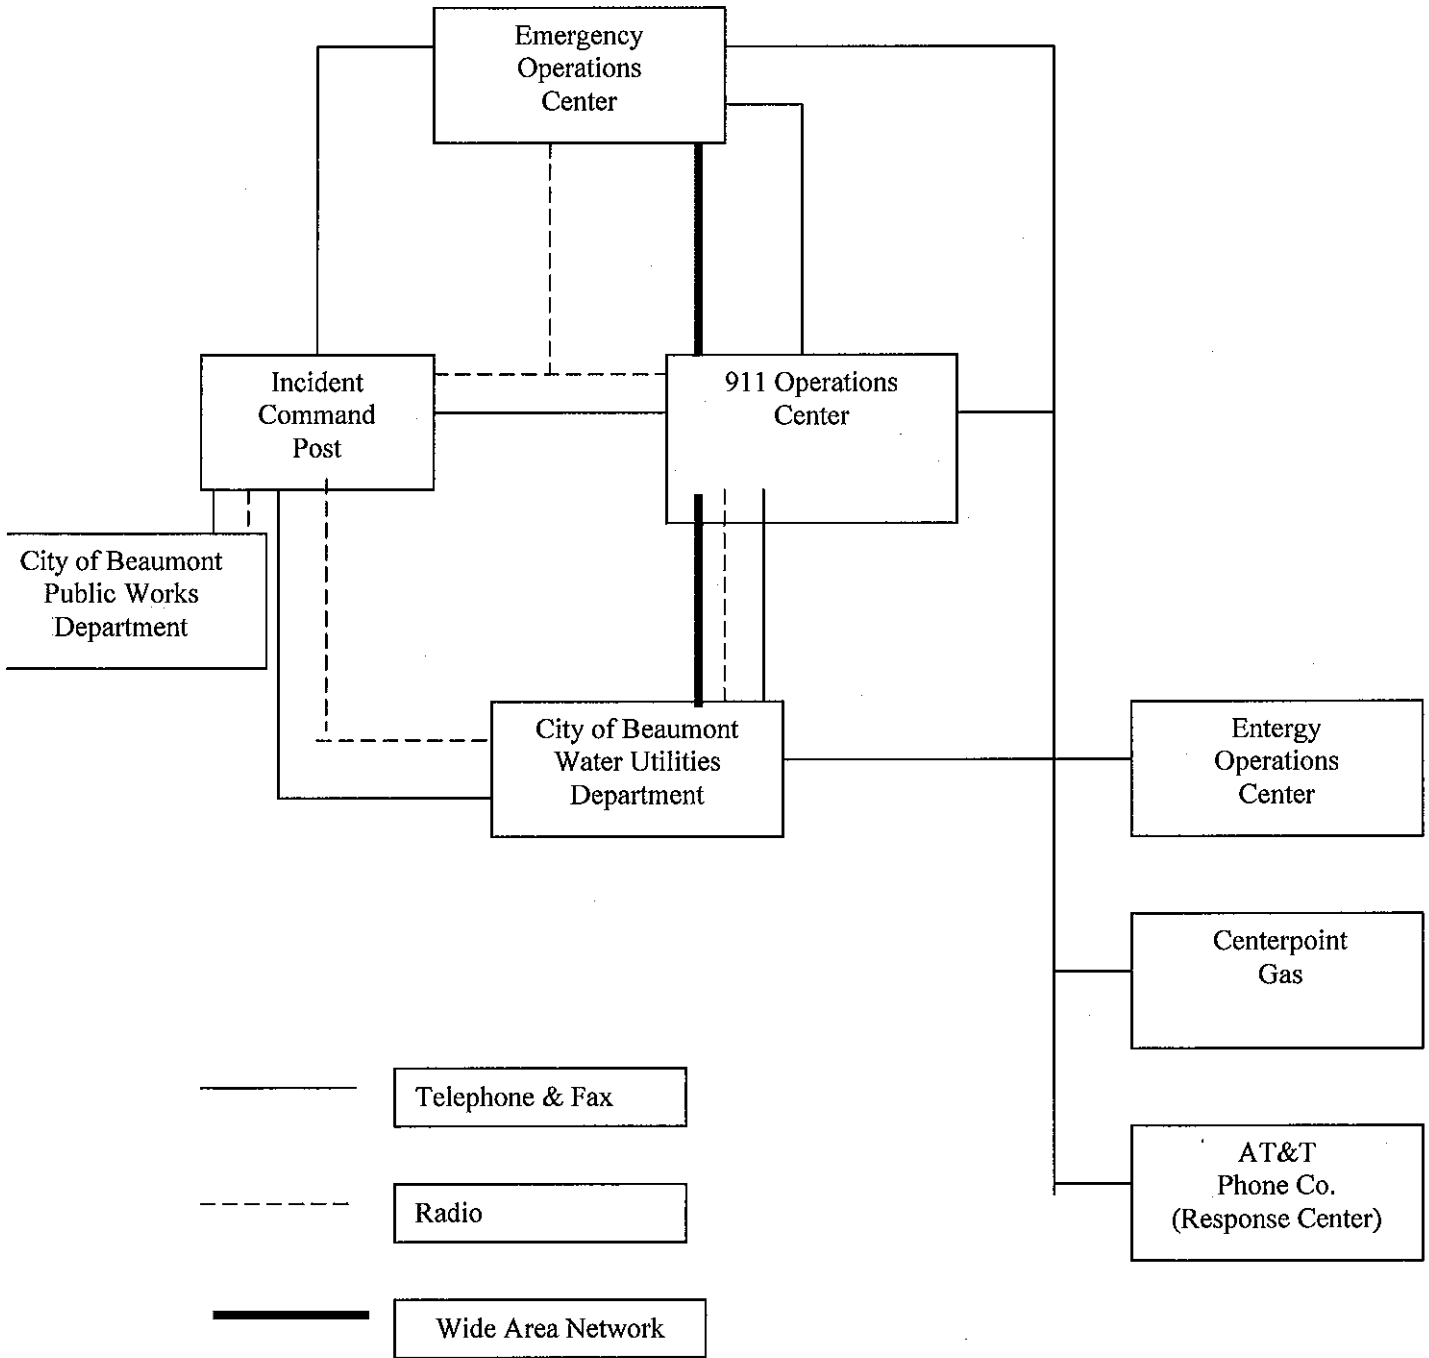 Emergency
Operations
Center
Incident
Command
Post
911 Operations
Center
City of Beaumont
Public Works
Department
City of Beaumont
Water Utilities
Department
Entergy
Operations
Center
Centerpoint
Gas
Telephone & Fax
AT&T
Phone Co.
(Response Center)
Radio
Wide Area Network